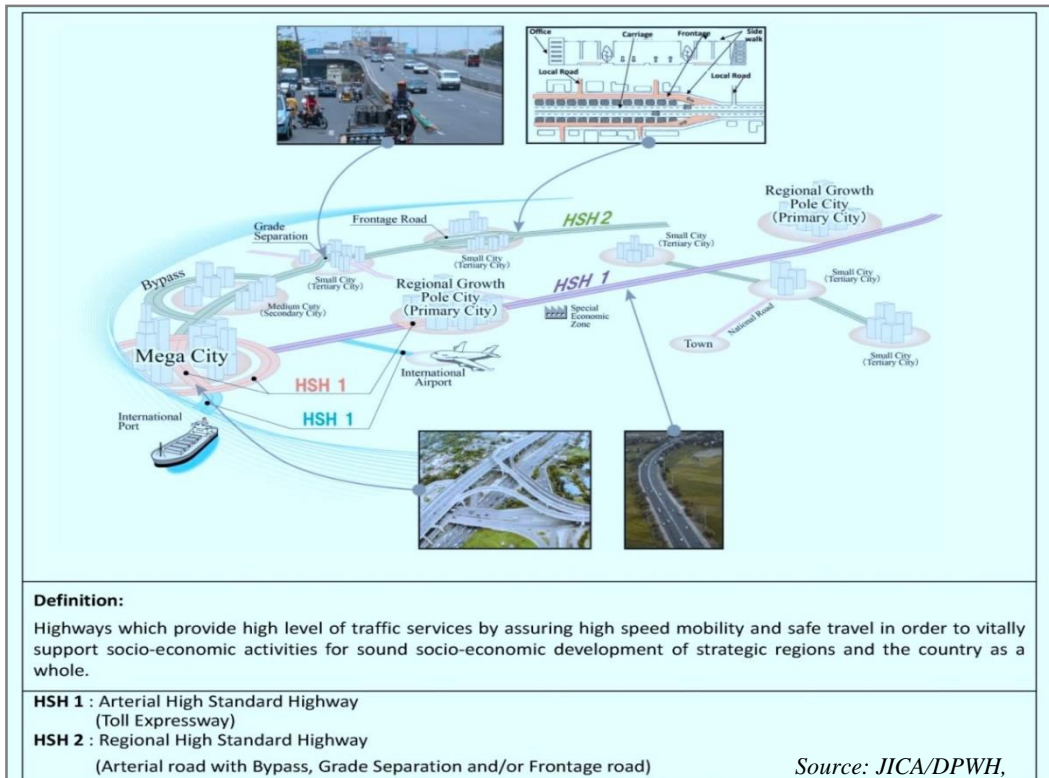 Office
Carriage
Frontage
Side
walk
Local Road
Local Road
Regional Growth
Pole City
(Primary City)
Grade
Separation
Frontage Road
HSH 2
Small City
(Tertiary City)
Small City
(Tertiary City)
Small City
(Tertiary City)
Bypass
Regional Growth
Pole City
(Primary City)
HSH 1
Small City
(Tertiary City)
Medium Cuty
(Secondary City)
Special
Economic
Zone
National Road
Mega City
Town
Small City
(Tertiary City)
International
Airport
HSH 1
HSH 1
International
Port
Definition:
Highways which provide high level of traffic services by assuring high speed mobility and safe travel in order to vitally
support socio-economic activities for sound socio-economic development of strategic regions and the country as a
whole.
HSH 1 : Arterial High Standard Highway
(Toll Expressway)
HSH 2 : Regional High Standard Highway
(Arterial road with Bypass, Grade Separation and/or Frontage road)
Source: JICA/DPWH,